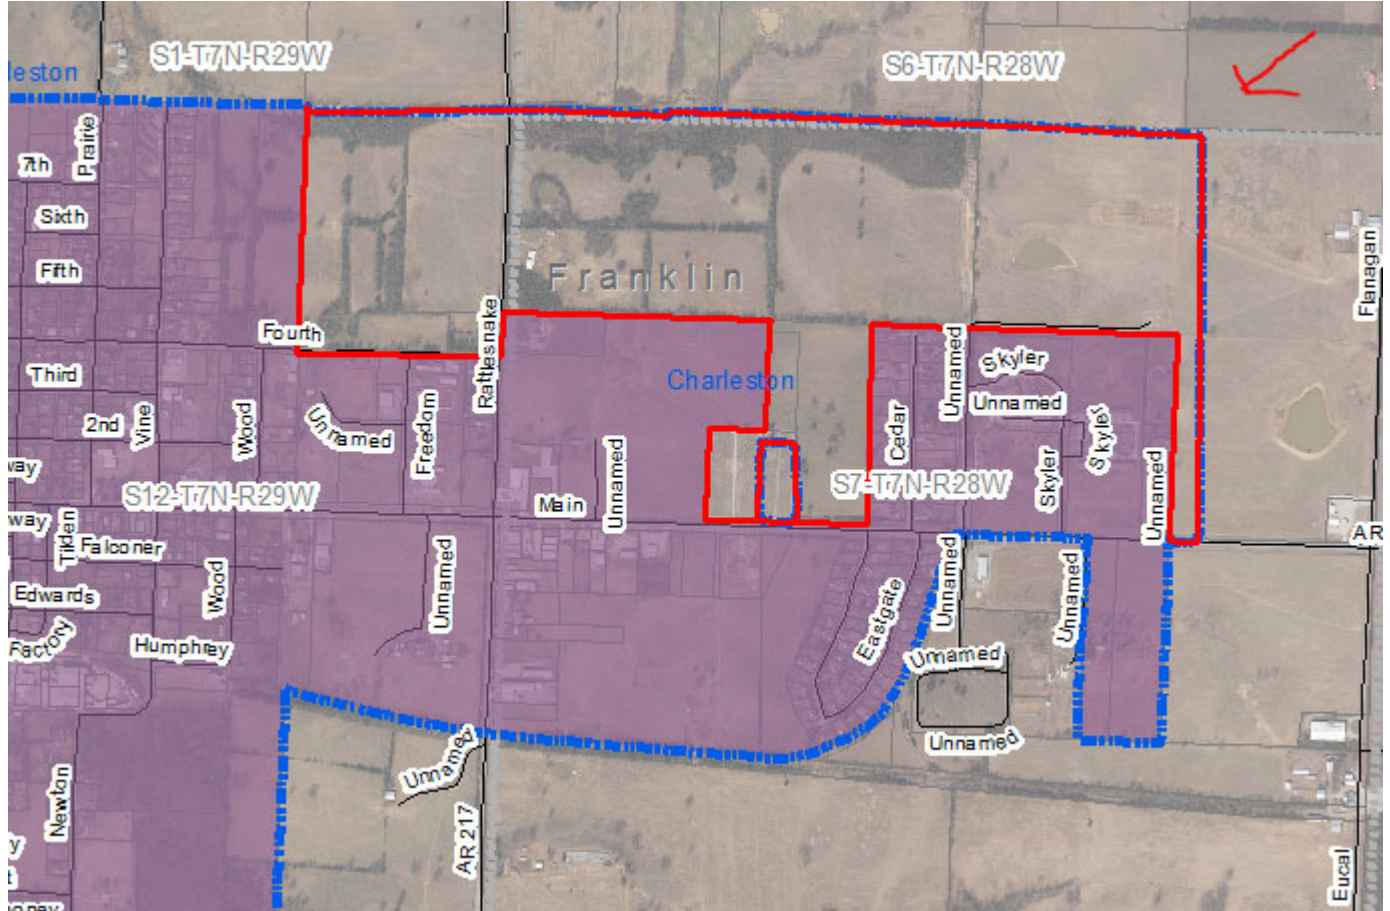 S1-T7N-R29W
S6-T7N-R28W
leston
Prairie
7th
Sixth
Fifth
Franklin
Flanagan
Fourth
Rattlesnake
Unnamed
Skyler
Third
Charleston
Unnamed
2nd
Vine
Wood
Unnamed
Freedom
Cedar
Skyler
way
S12-T7N-R29W
Main
Unnamed
S7-T7N-R28W
Skyler
Unnamed
way
Tilden
Falconer
AR
Edwards
Wood
Unnamed
Unnamed
Unnamed
Factory
Humphrey
Eastgate
Unnamed
Unnamed
Unnamed
Newton
AR 217
y
Eucal